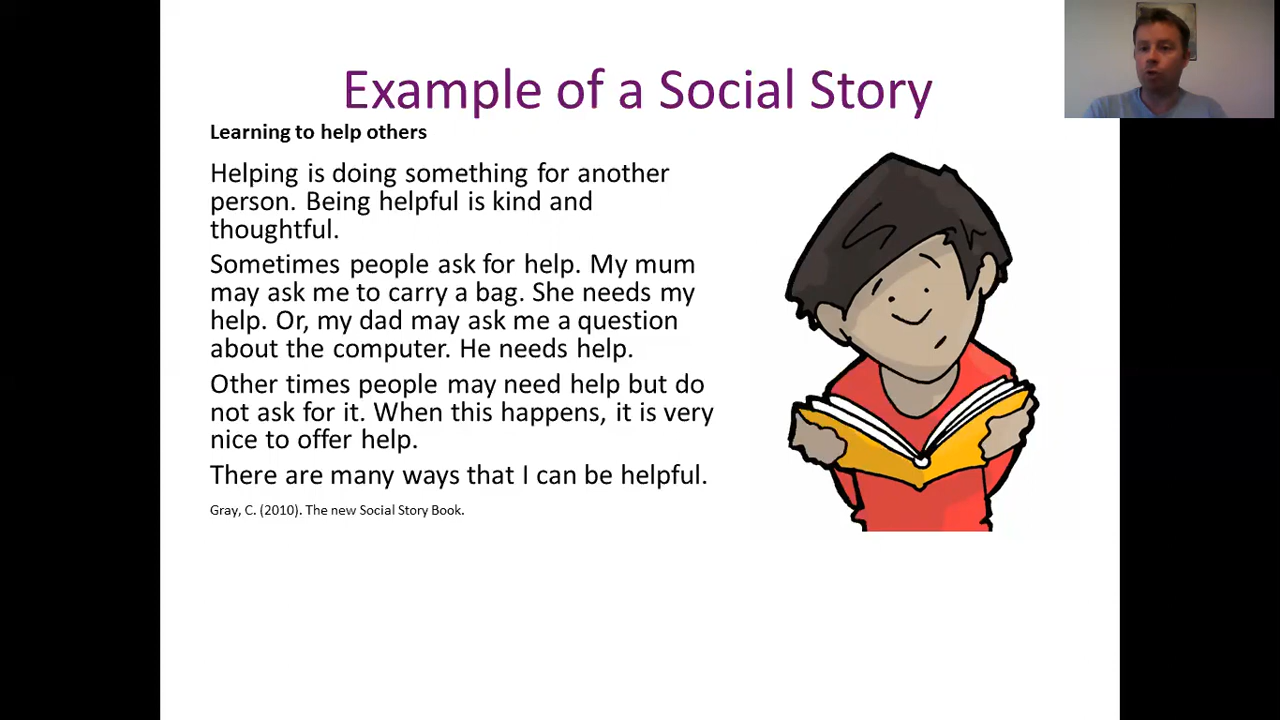 Example of a Social Story
Learning to help others
Helping is doing something for another
person. Being helpful is kind and
thoughtful.
Sometimes people ask for help. My mum
may ask me to carry a bag. She needs my
help. Or, my dad may ask me a question
about the computer. He needs help.
Other times people may need help but do
not ask for it. When this happens, it is very
nice to offer help.
There are many ways that I can be helpful.
Gray, C. (2010). The new Social Story Book.